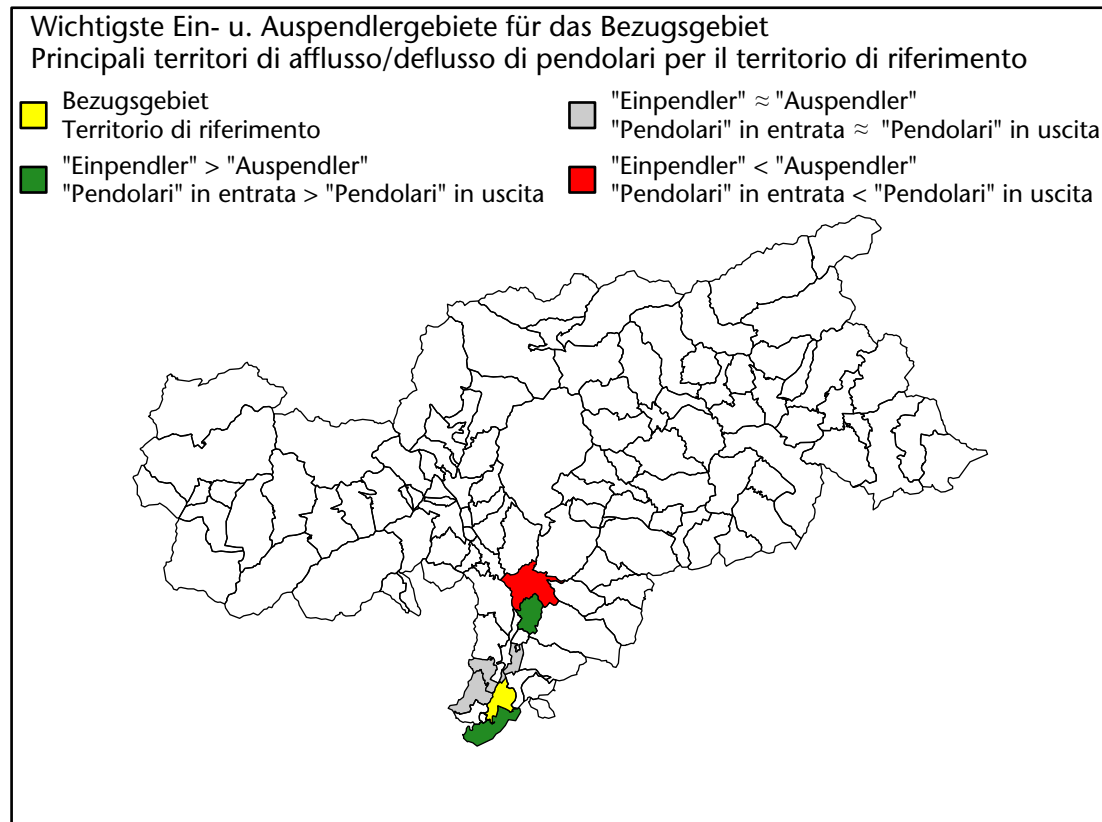 Wichtigste Ein- u. Auspendlergebiete für das Bezugsgebiet
Principali territori di afflusso/deflusso di pendolari per il territorio di riferimento
Bezugsgebiet
Territorio di riferimento
"Einpendler" > "Auspendler"
"Pendolari" in entrata > "Pendolari" in uscita
"Einpendler" ≈ "Auspendler"
"Pendolari" in entrata ≈ "Pendolari" in uscita
"Einpendler" < "Auspendler"
"Pendolari" in entrata < "Pendolari" in uscita